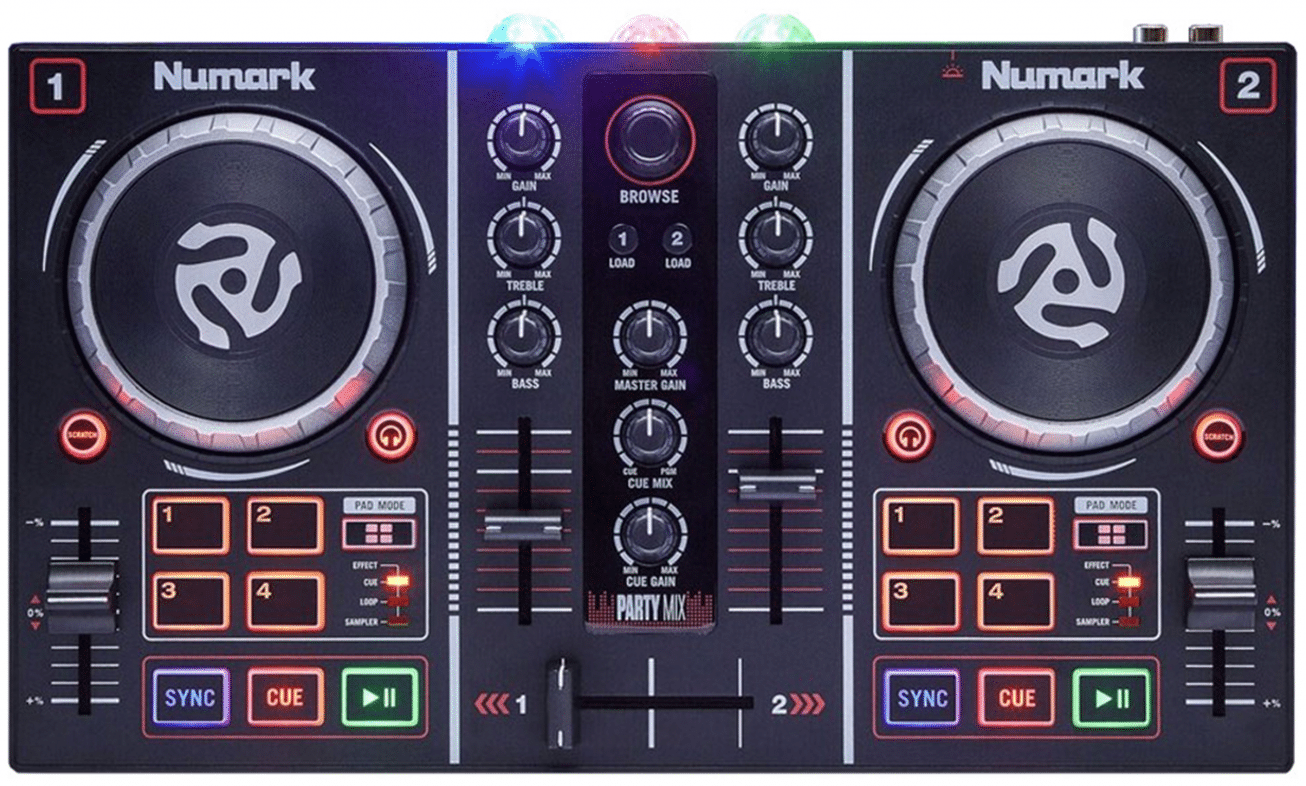 1
Numark
Numark
2
MIN MAX
GAIN
MIN MAX
TREBLE
MIN MAX
BASS
BROWSE
1 2
LOAD LOAD
MIN MAX
MASTER GAIN
CUE PGM
CUE MIX
MIN MAX
CUE GAIN
PARTY MIX
MIN MAX
GAIN
MIN MAX
TREBLE
MIN MAX
BASS
SCRATCH
SCRATCH
-%
0%
+%
1 2
3 4
PAD MODE
EFFECT
CUE
LOOP
SAMPLER
SYNC CUE
1 2
1 2
3 4
PAD MODE
EFFECT
CUE
LOOP
SAMPLER
SYNC CUE
-%
0%
+%